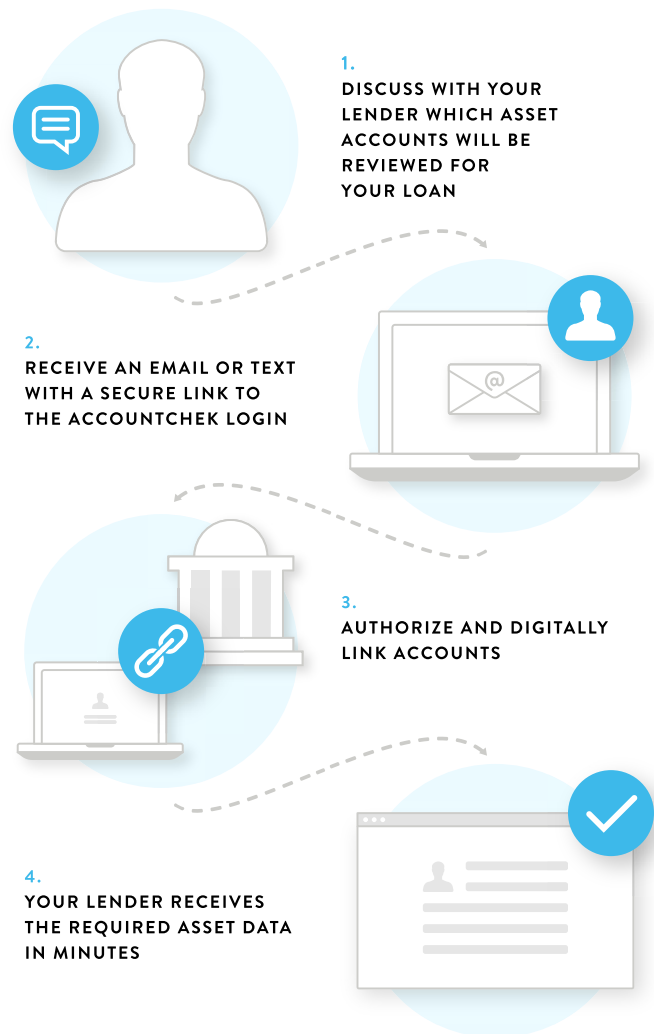 1.
DISCUSS WITH YOUR
LENDER WHICH ASSET
ACCOUNTS WILL BE
REVIEWED FOR
YOUR LOAN
2.
RECEIVE AN EMAIL OR TEXT
WITH A SECURE LINK TO
THE ACCOUNTCHEK LOGIN
@
3.
AUTHORIZE AND DIGITALLY
LINK ACCOUNTS
4.
YOUR LENDER RECEIVES
THE REQUIRED ASSET DATA
IN MINUTES